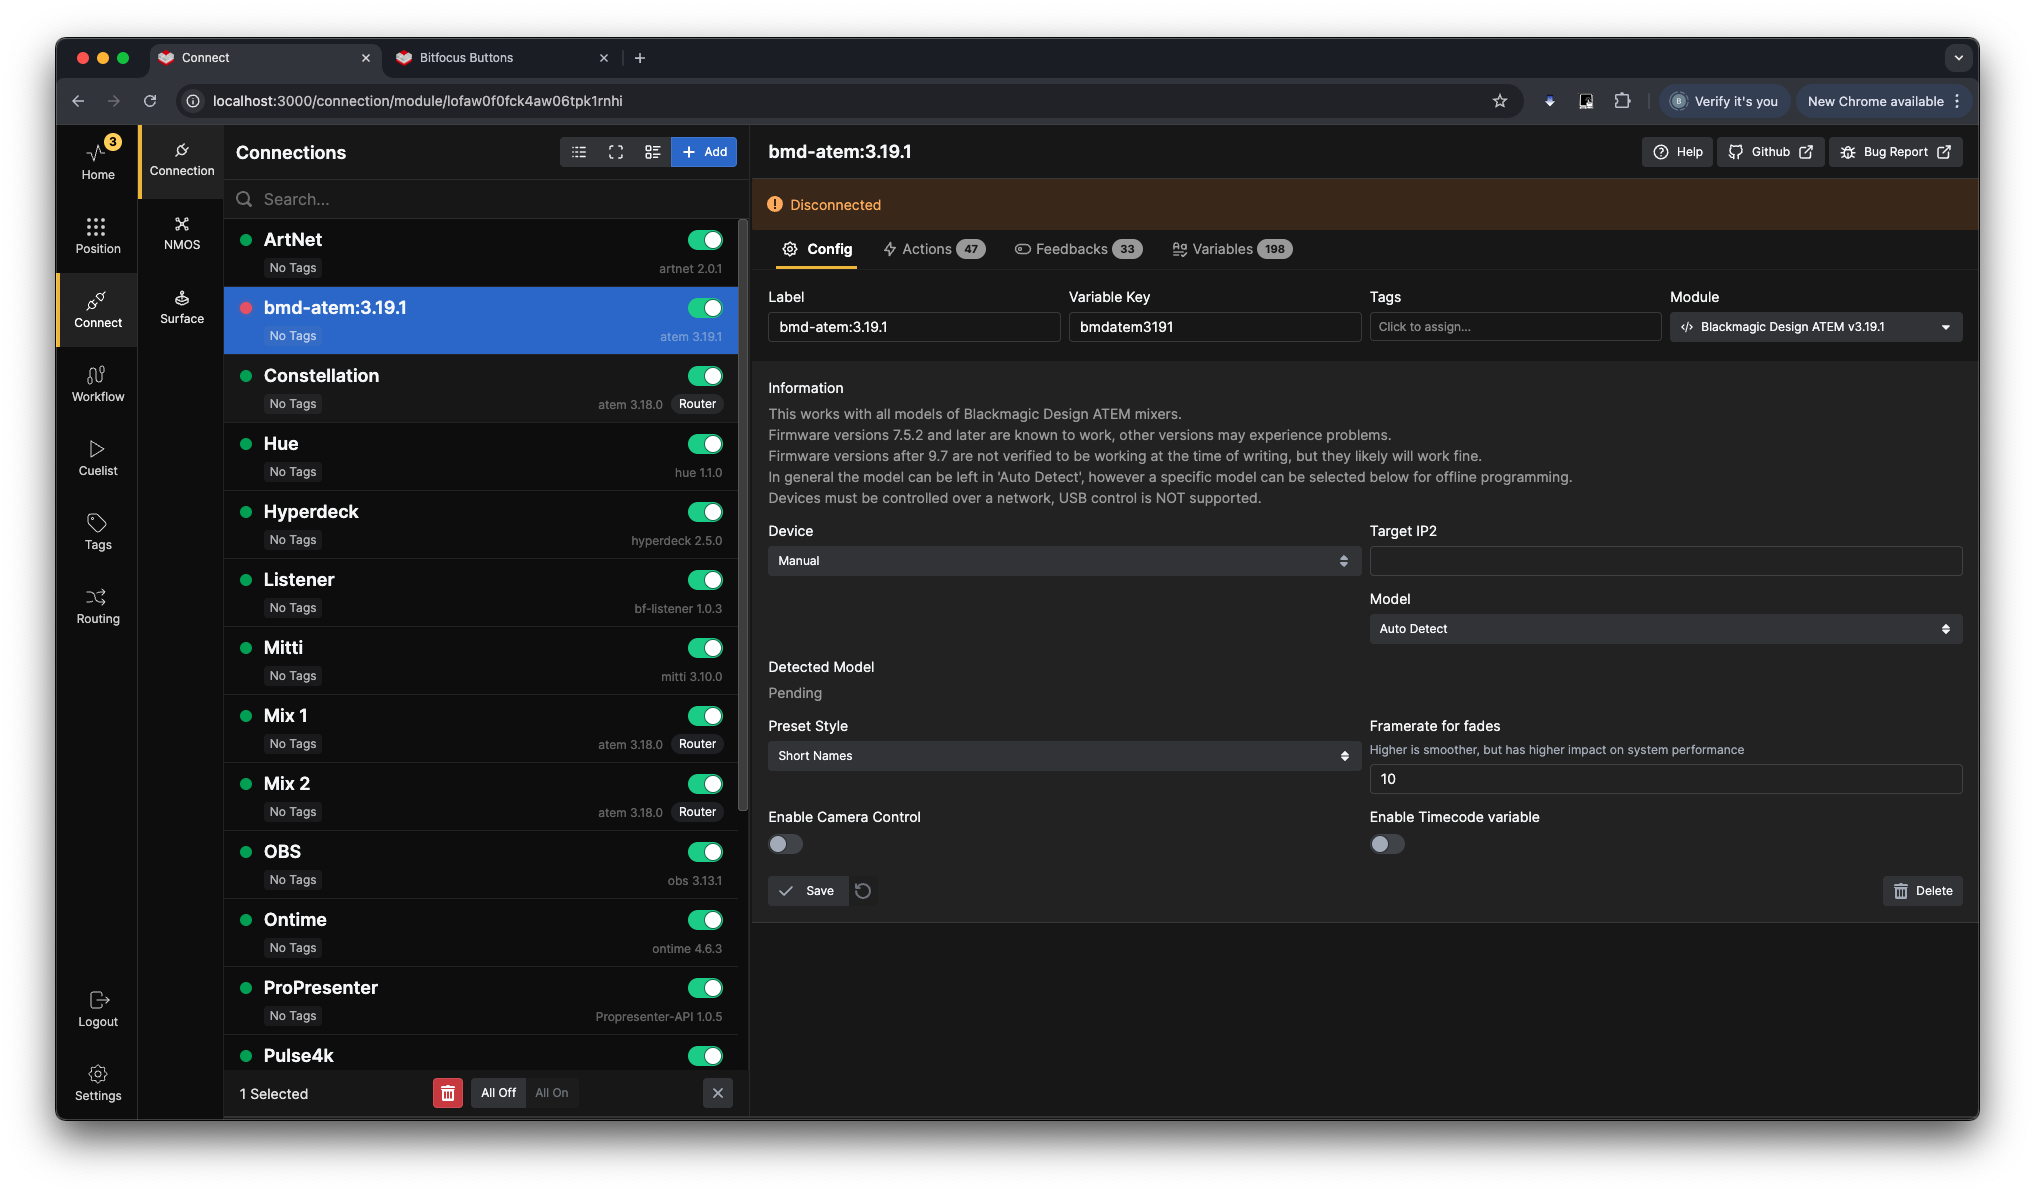 Connect
Bitfocus Buttons
localhost:3000/connection/module/lofaw0f0fck4aw06tpk1rnhi
B
Verify it's you
New Chrome available
3
Home
Position
Connect
Workflow
Cuelist
Tags
Routing
Logout
Settings
Connection
NMOS
Surface
Connections
Add
Search...
ArtNet
No Tags
artnet 2.0.1
bmd-atem:3.19.1
No Tags
atem 3.19.1
Constellation
No Tags
atem 3.18.0
Router
Hue
No Tags
hue 1.1.0
Hyperdeck
No Tags
hyperdeck 2.5.0
Listener
No Tags
bf-listener 1.0.3
Mitti
No Tags
mitti 3.10.0
Mix 1
No Tags
atem 3.18.0
Router
Mix 2
No Tags
atem 3.18.0
Router
OBS
No Tags
obs 3.13.1
Ontime
No Tags
ontime 4.6.3
ProPresenter
No Tags
Propresenter-API 1.0.5
Pulse4k
1 Selected
All Off
All On
bmd-atem:3.19.1
Help
Github
Bug Report
Disconnected
Config
Actions 47
Feedbacks 33
Variables 198
Label
bmd-atem:3.19.1
Variable Key
bmdatem3191
Tags
Click to assign...
Module
Blackmagic Design ATEM v3.19.1
Information
This works with all models of Blackmagic Design ATEM mixers.
Firmware versions 7.5.2 and later are known to work, other versions may experience problems.
Firmware versions after 9.7 are not verified to be working at the time of writing, but they likely will work fine.
In general the model can be left in 'Auto Detect', however a specific model can be selected below for offline programming.
Devices must be controlled over a network, USB control is NOT supported.
Device
Manual
Target IP2
Model
Auto Detect
Detected Model
Pending
Preset Style
Short Names
Framerate for fades
Higher is smoother, but has higher impact on system performance
10
Enable Camera Control
Enable Timecode variable
Save
Delete